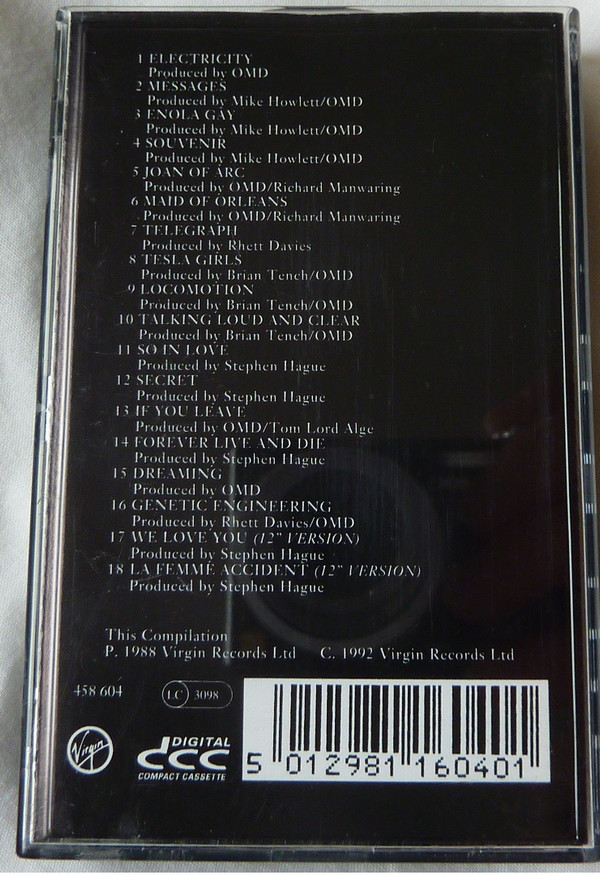 1 ELECTRICITY
Produced by OMD
2 MESSAGES
Produced by Mike Howlett/OMD
3 ENOLA GAY
Produced by Mike Howlett/OMD
4 SOUVENIR
Produced by Mike Howlett/OMD
5 JOAN OF ARC
Produced by OMD/Richard Manwaring
6 MAID OF ORLEANS
Produced by OMD/Richard Manwaring
7 TELEGRAPH
Produced by Rhett Davies
8 TESLA GIRLS
Produced by Brian Tench/OMD
9 LOCOMOTION
Produced by Brian Tench/OMD
10 TALKING LOUD AND CLEAR
Produced by Brian Tench/OMD
11 SO IN LOVE
Produced by Stephen Hague
12 SECRET
Produced by Stephen Hague
13 IF YOU LEAVE
Produced by OMD/Tom Lord Alge
14 FOREVER LIVE AND DIE
Produced by Stephen Hague
15 DREAMING
Produced by OMD
16 GENETIC ENGINEERING
Produced by Rhett Davies/OMD
17 WE LOVE YOU (12" VERSION)
Produced by Stephen Hague
18 LA FEMME ACCIDENT (12" VERSION)
Produced by Stephen Hague
This Compilation
P. 1988 Virgin Records Ltd C. 1992 Virgin Records Ltd
458 604 LC 3098
Virgin
DIGITAL
dcc
COMPACT CASSETTE
5 012981 160401